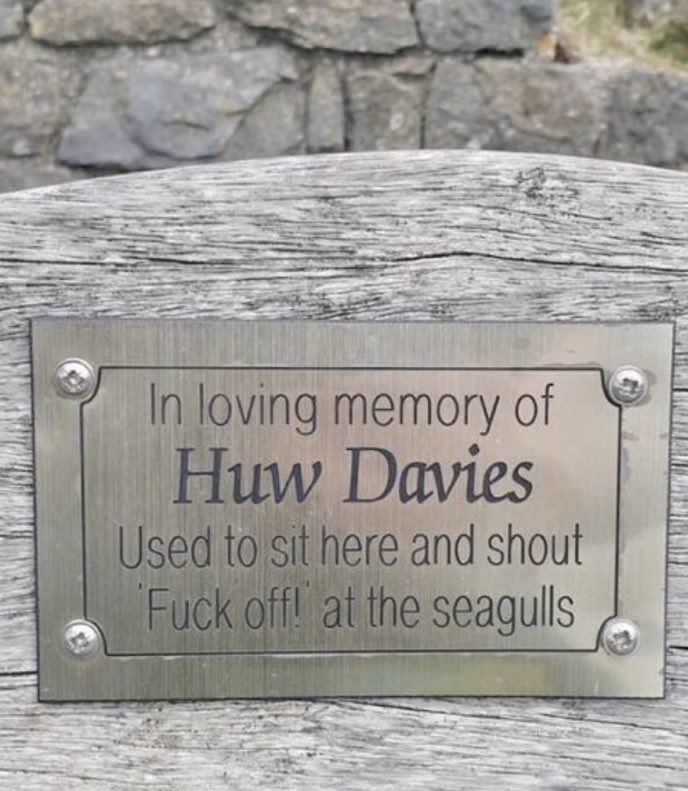 In loving memory of
Huw Davies
Used to sit here and shout
'Fuck off!' at the seagulls